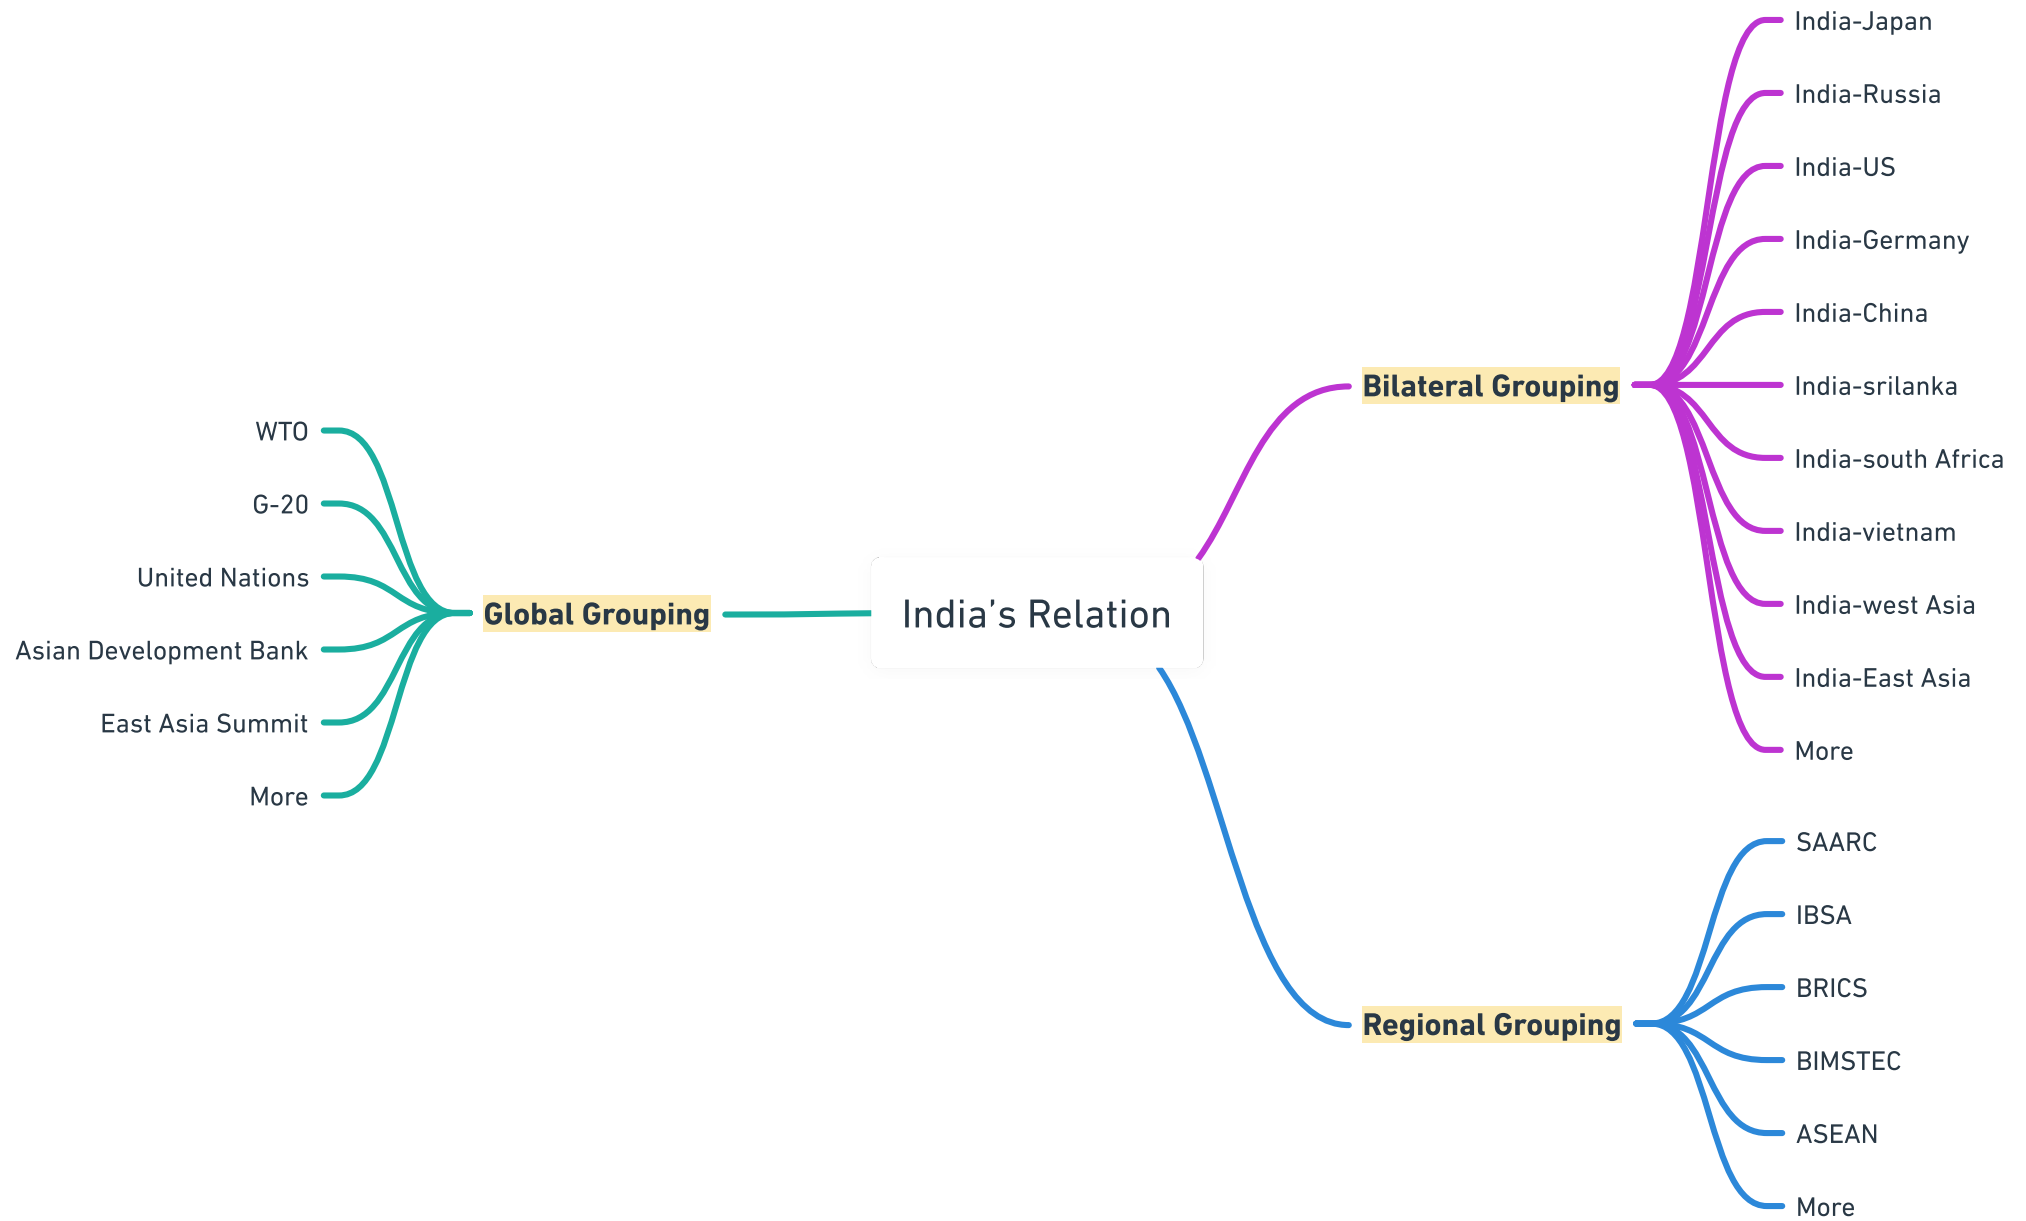 India's Relation
Global Grouping
WTO
G-20
United Nations
Asian Development Bank
East Asia Summit
More
Bilateral Grouping
India-Japan
India-Russia
India-US
India-Germany
India-China
India-srilanka
India-south Africa
India-vietnam
India-west Asia
India-East Asia
More
Regional Grouping
SAARC
IBSA
BRICS
BIMSTEC
ASEAN
More